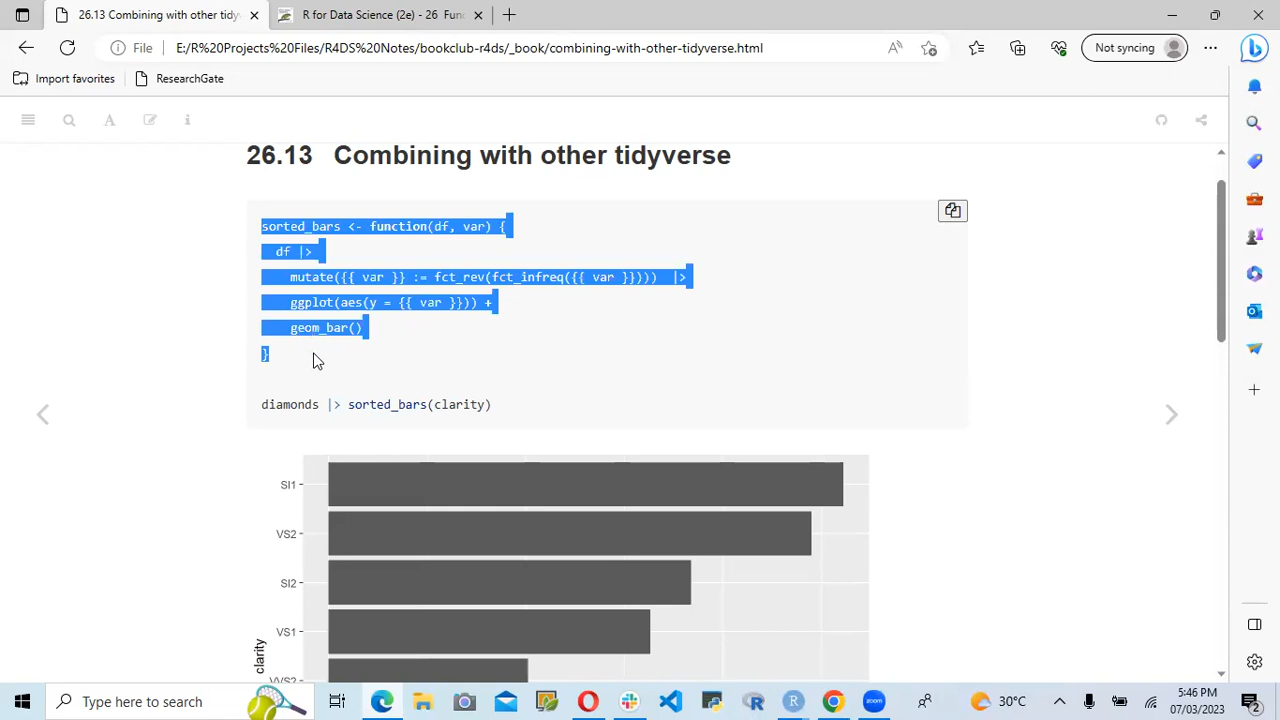 26.13 Combining with other tidy
R for Data Science (2e) - 26 Fun
File
E:/R%20Projects%20Files/R4DS%20Notes/bookclub-r4ds/_book/combining-with-other-tidyverse.html
Not syncing
Import favorites
ResearchGate
26.13 Combining with other tidyverse
sorted_bars <- function(df, var) {
df |>
mutate({{ var }} := fct_rev(fct_infreq({{ var }}))) |>
ggplot(aes(y = {{ var }})) +
geom_bar()
}
diamonds |> sorted_bars(clarity)
SI1
VS2
SI2
VS1
VVS2
clarity
Type here to search
30°C
5:46 PM
07/03/2023
2